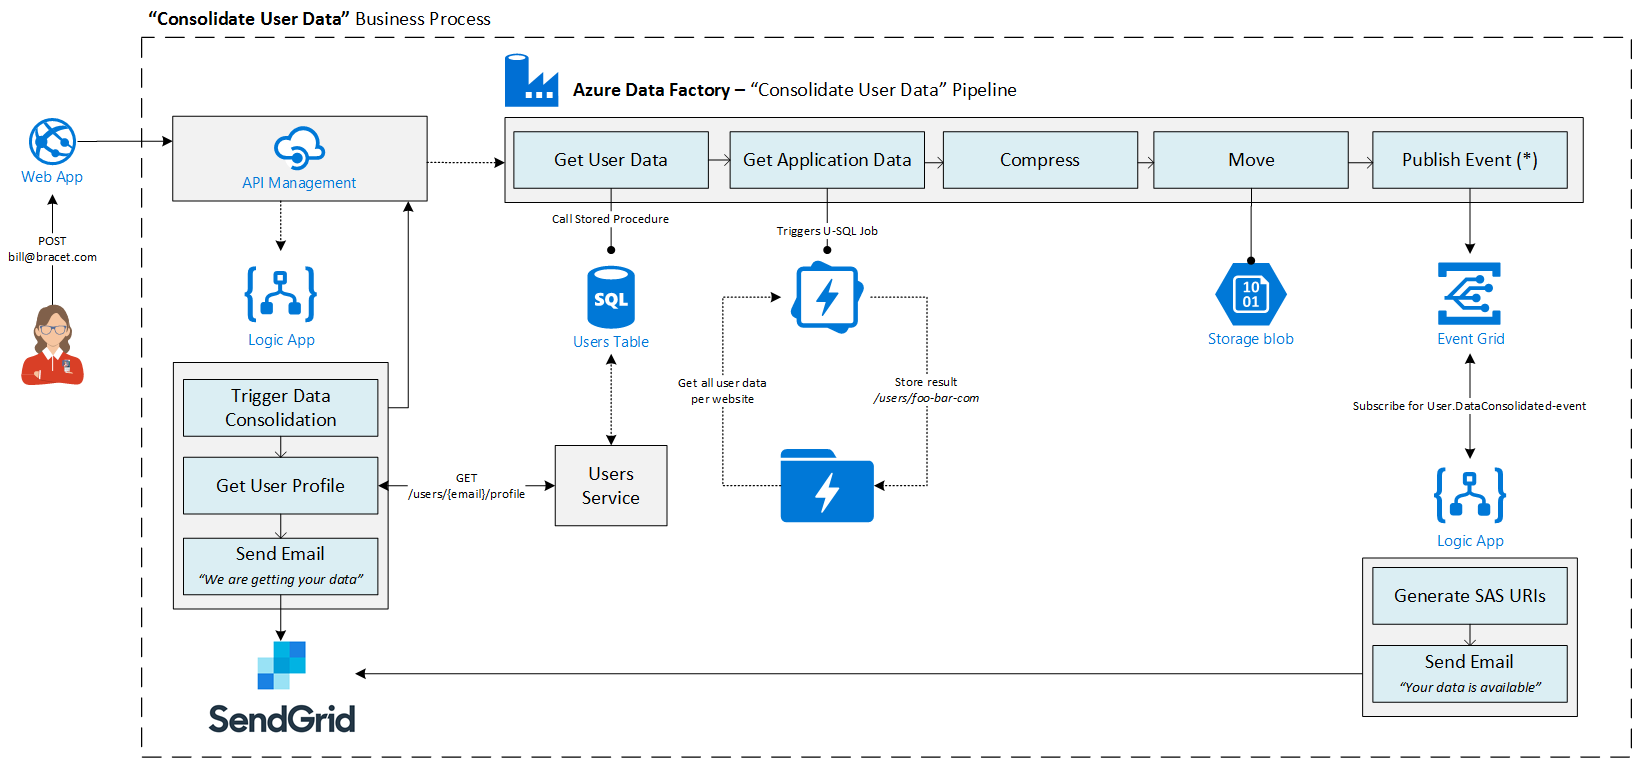 “Consolidate User Data” Business Process
Azure Data Factory – “Consolidate User Data” Pipeline
Web App
POST
bill@bracet.com
API Management
Get User Data
Get Application Data
Compress
Move
Publish Event (*)
Call Stored Procedure
Triggers U-SQL Job
Logic App
SQL
Users Table
10
01
Storage blob
Event Grid
Get all user data
per website
Store result
/users/foo-bar-com
Subscribe for User.DataConsolidated-event
Trigger Data
Consolidation
Get User Profile
Send Email
“We are getting your data”
GET
/users/{email}/profile
Users
Service
Logic App
Generate SAS URIs
Send Email
“Your data is available”
SendGrid